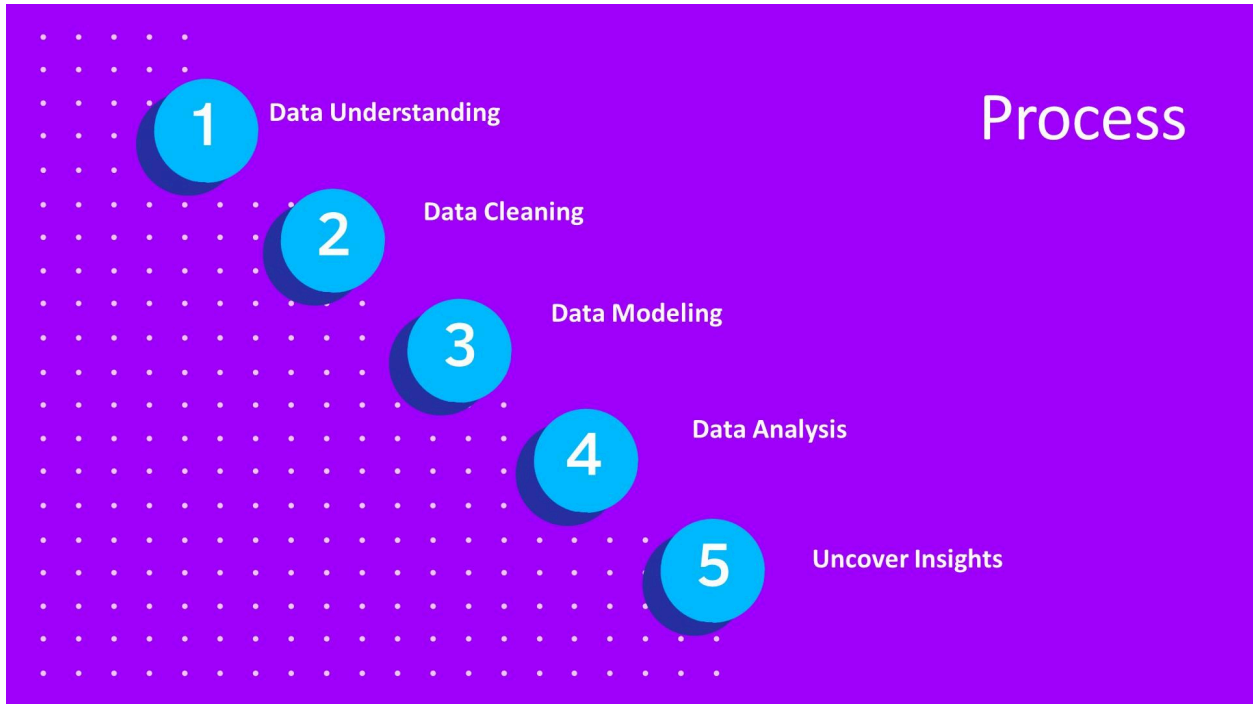 Process
1
Data Understanding
2
Data Cleaning
3
Data Modeling
4
Data Analysis
5
Uncover Insights